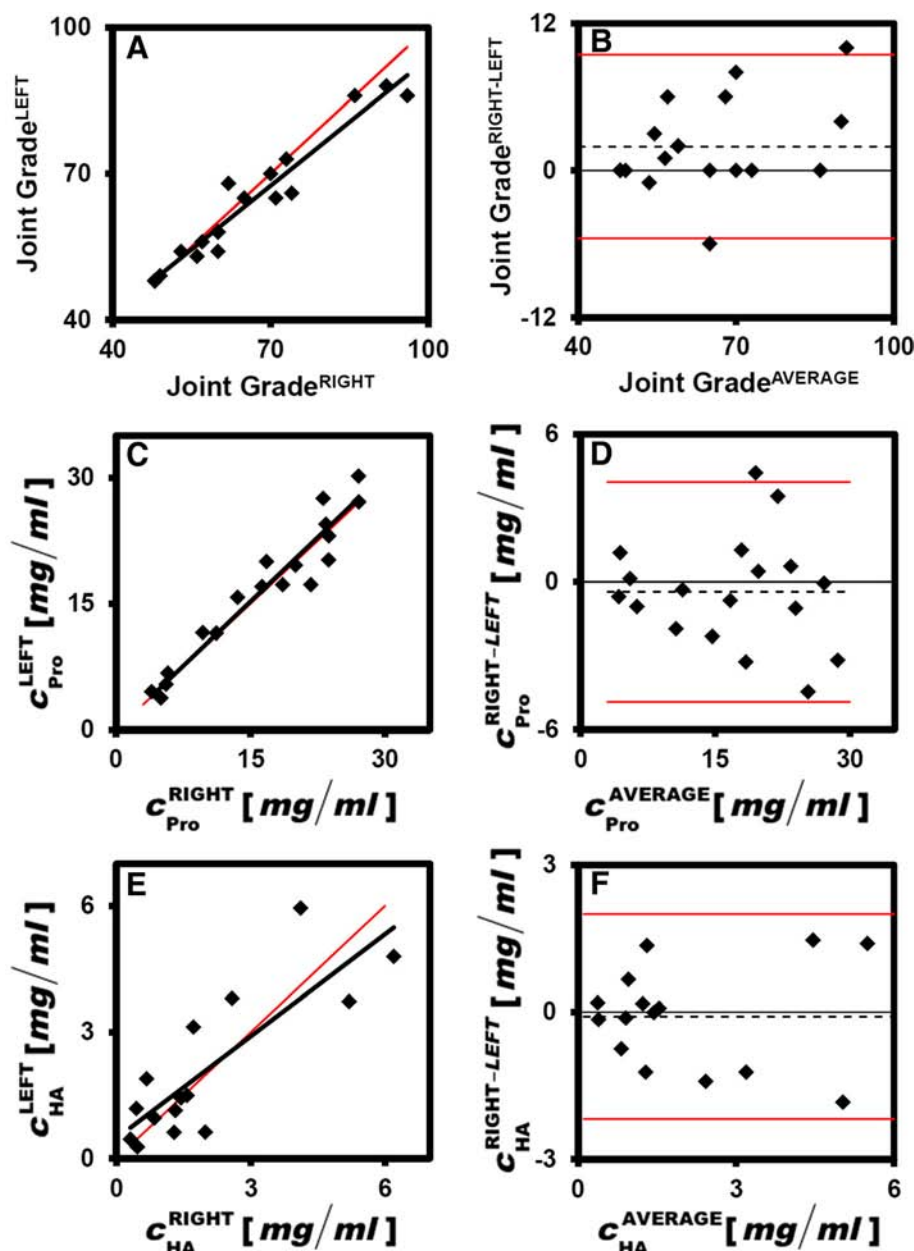 A
100
70
40
Joint Grade^LEFT
40 70 100
Joint Grade^RIGHT
B
12
0
-12
Joint Grade^RIGHT-LEFT
40 70 100
Joint Grade^AVERAGE
C
30
15
0
c_Pro^LEFT [mg/ml]
0 15 30
c_Pro^RIGHT [mg/ml]
D
6
0
-6
c_Pro^RIGHT-LEFT [mg/ml]
0 15 30
c_Pro^AVERAGE [mg/ml]
E
6
3
0
c_HA^LEFT [mg/ml]
0 3 6
c_HA^RIGHT [mg/ml]
F
3
0
-3
c_HA^RIGHT-LEFT [mg/ml]
0 3 6
c_HA^AVERAGE [mg/ml]